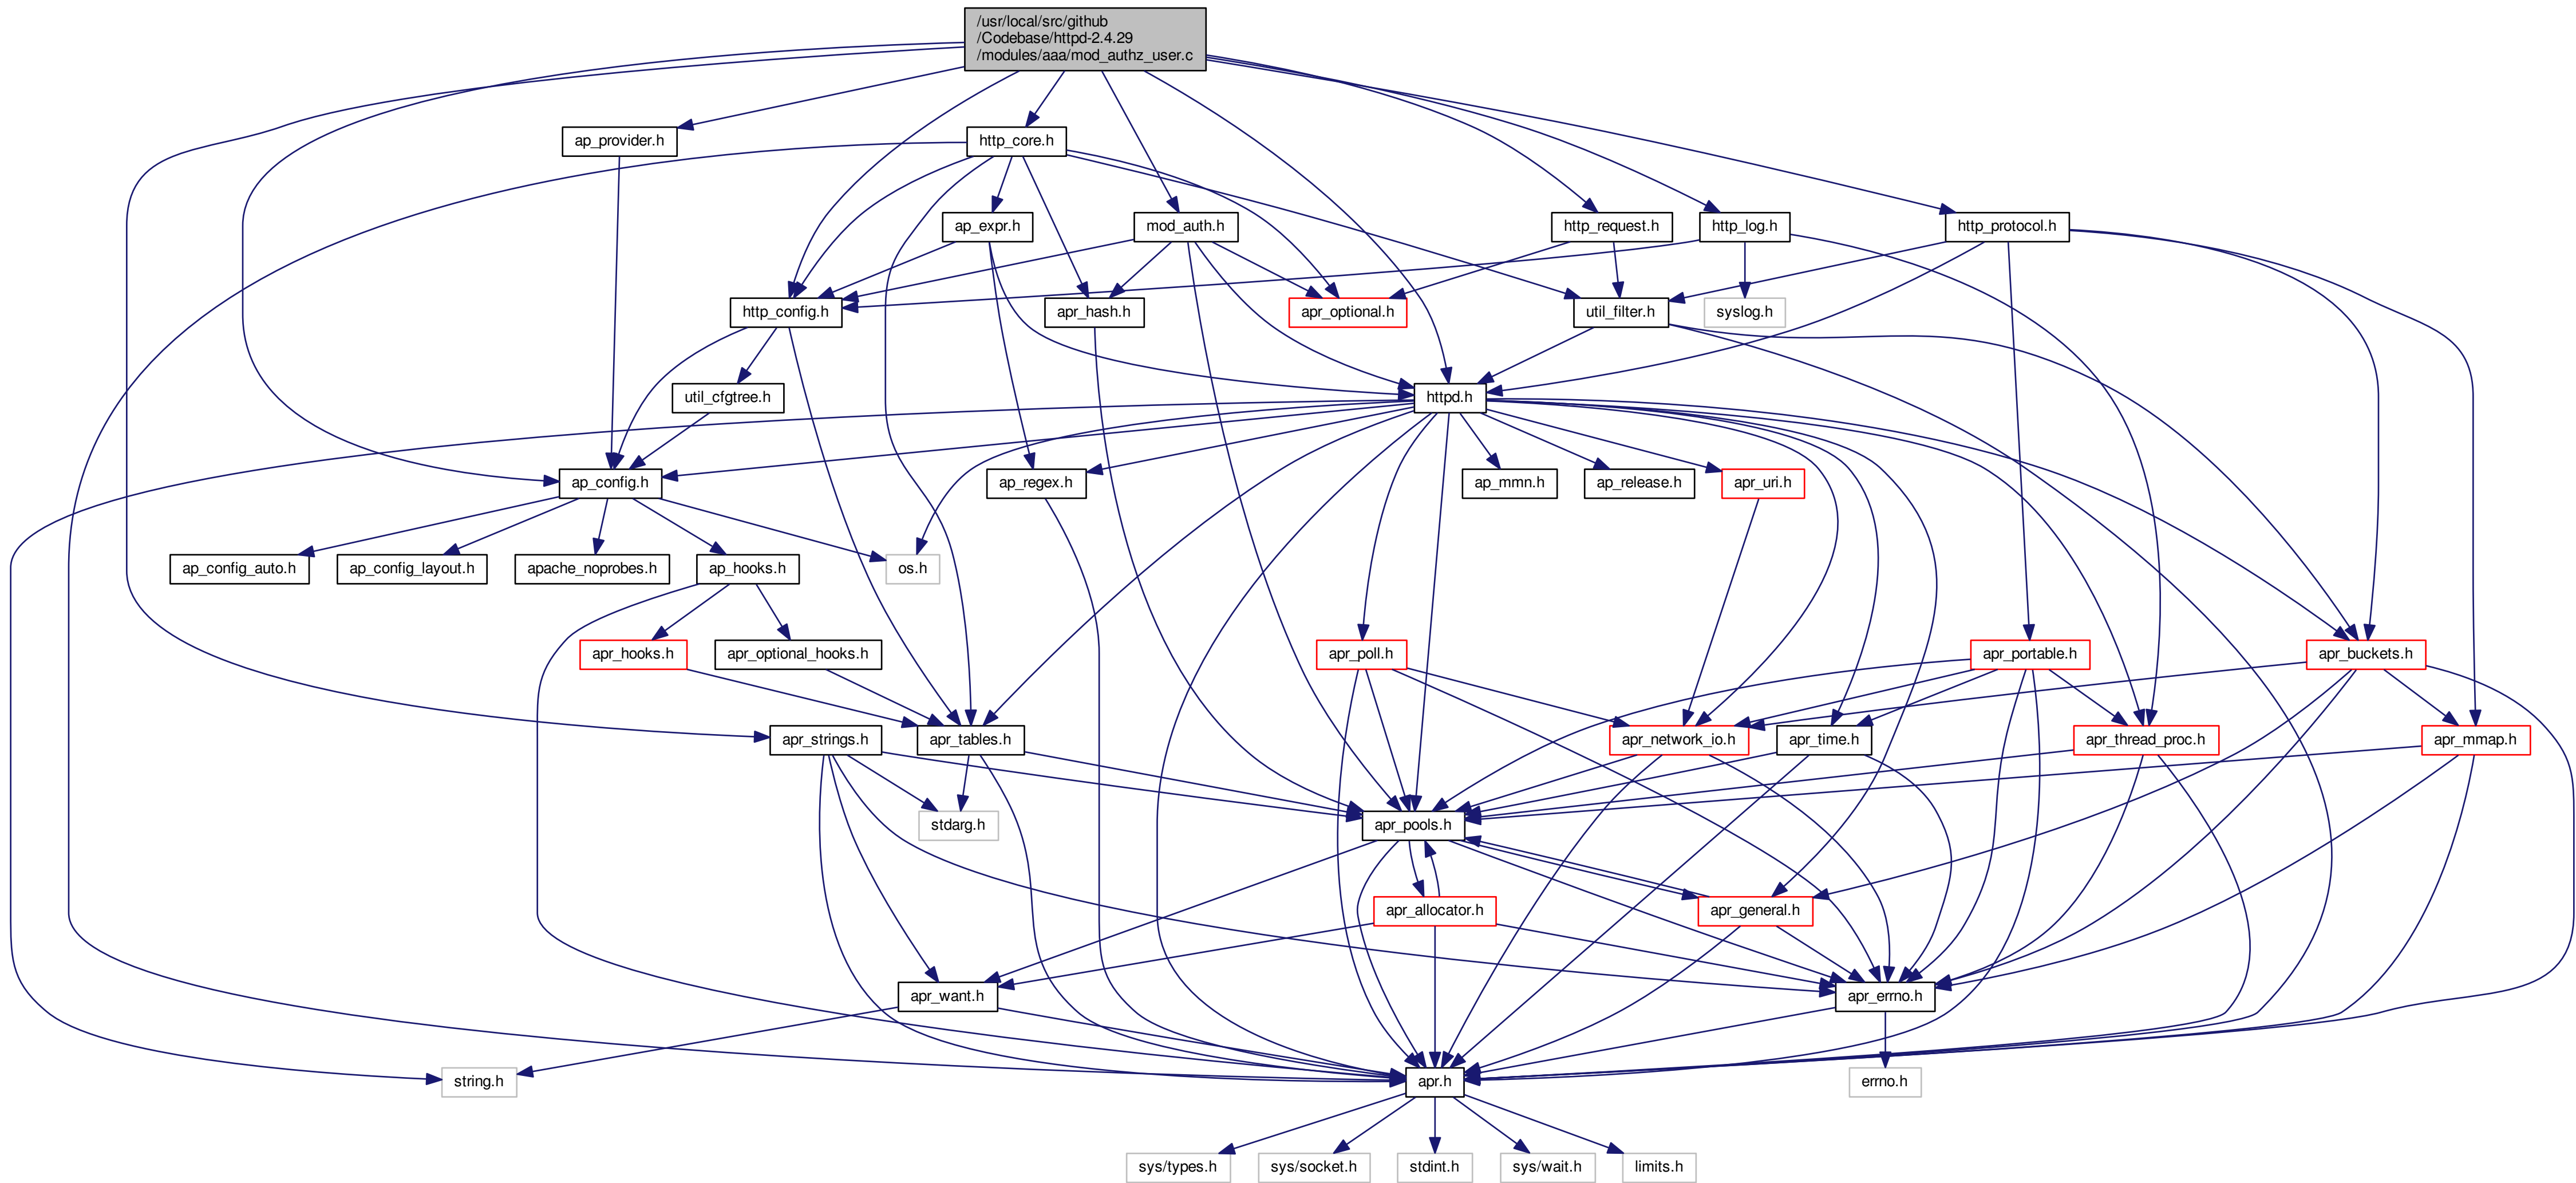 /usr/local/src/github
/Codebase/httpd-2.4.29
/modules/aaa/mod_authz_user.c
ap_provider.h
http_core.h
ap_expr.h
mod_auth.h
http_request.h
http_log.h
http_protocol.h
http_config.h
apr_hash.h
apr_optional.h
util_filter.h
syslog.h
util_cfgtree.h
httpd.h
ap_config.h
ap_regex.h
ap_mmn.h
ap_release.h
apr_uri.h
ap_config_auto.h
ap_config_layout.h
apache_noprobes.h
ap_hooks.h
os.h
apr_hooks.h
apr_optional_hooks.h
apr_poll.h
apr_portable.h
apr_buckets.h
apr_strings.h
apr_tables.h
apr_network_io.h
apr_time.h
apr_thread_proc.h
apr_mmap.h
stdarg.h
apr_pools.h
apr_allocator.h
apr_general.h
apr_want.h
apr_errno.h
string.h
apr.h
errno.h
sys/types.h
sys/socket.h
stdint.h
sys/wait.h
limits.h